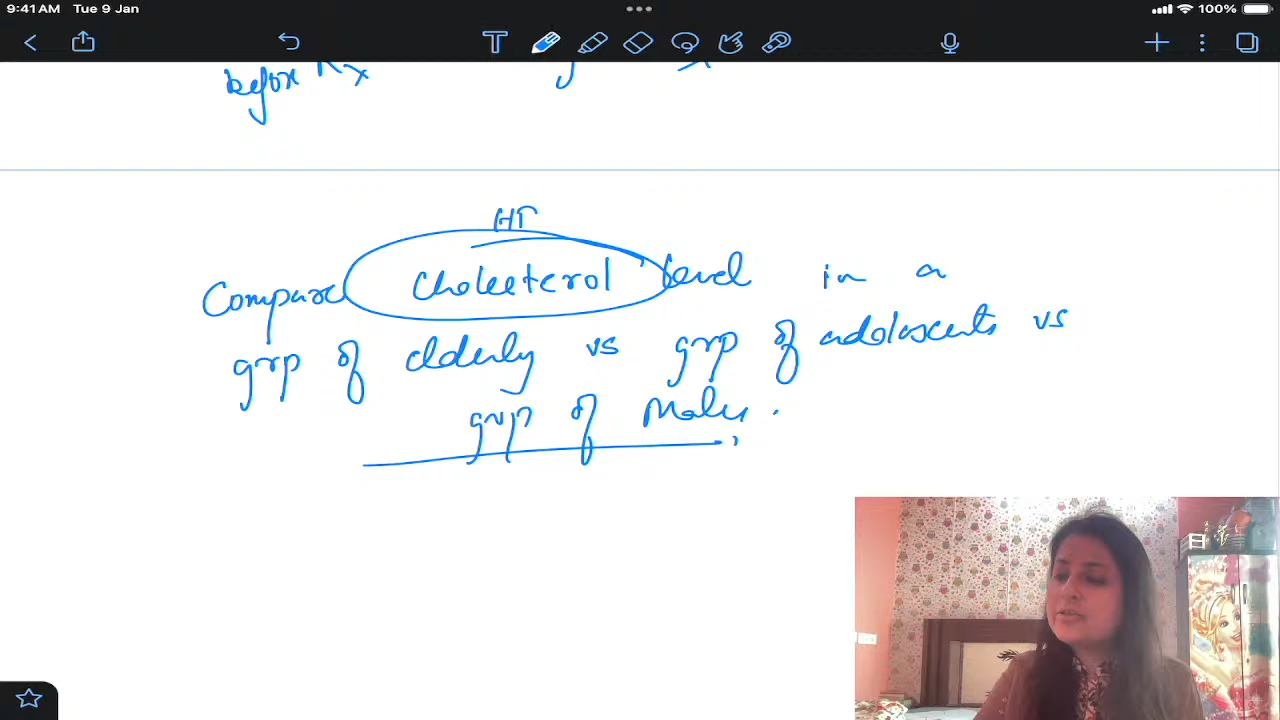 9:41 AM Tue 9 Jan
100%
T
before Rx
HT
Compare Cholesterol level in a
grp of elderly vs grp of adolescents vs
grp of Males.